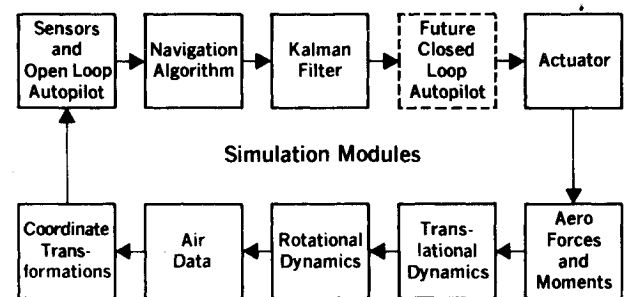 Sensors
and
Open Loop
Autopilot
Navigation
Algorithm
Kalman
Filter
Future
Closed
Loop
Autopilot
Actuator
Simulation Modules
Coordinate
Trans-
formations
Air
Data
Rotational
Dynamics
Trans-
lational
Dynamics
Aero
Forces
and
Moments